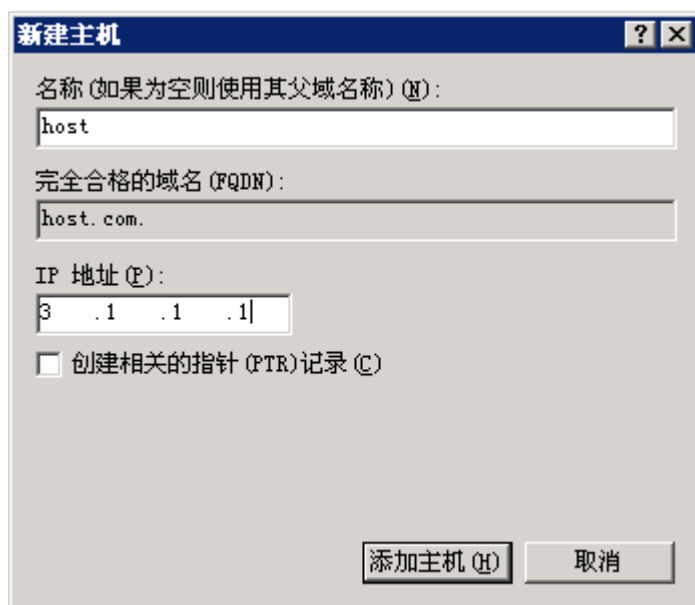 新建主机
名称(如果为空则使用其父域名称)(N):
host
完全合格的域名(FQDN):
host.com.
IP 地址(P):
3 .1 .1 .1
创建相关的指针(PTR)记录(C)
添加主机(H) 取消